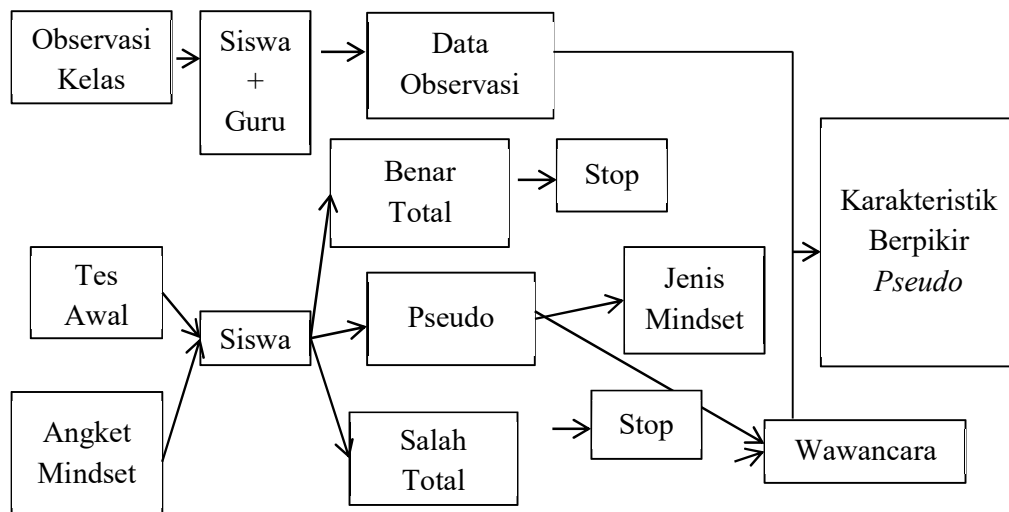 Observasi
Kelas
Siswa
+
Guru
Data
Observasi
Benar
Total
Stop
Karakteristik
Berpikir
Pseudo
Tes
Awal
Siswa
Pseudo
Jenis
Mindset
Angket
Mindset
Salah
Total
Stop
Wawancara